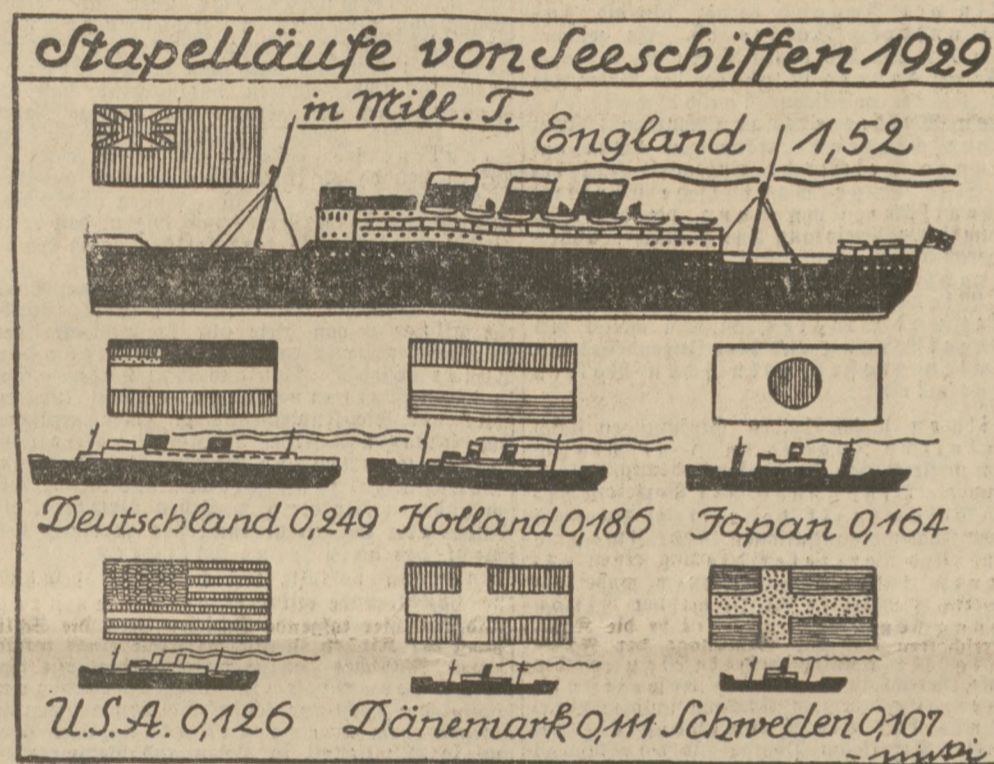 Stapelläufe von Seeschiffen 1929
in Mill. T.
England 1,52
Deutschland 0,249 Holland 0,186 Japan 0,164
U.S.A. 0,126 Dänemark 0,111 Schweden 0,107